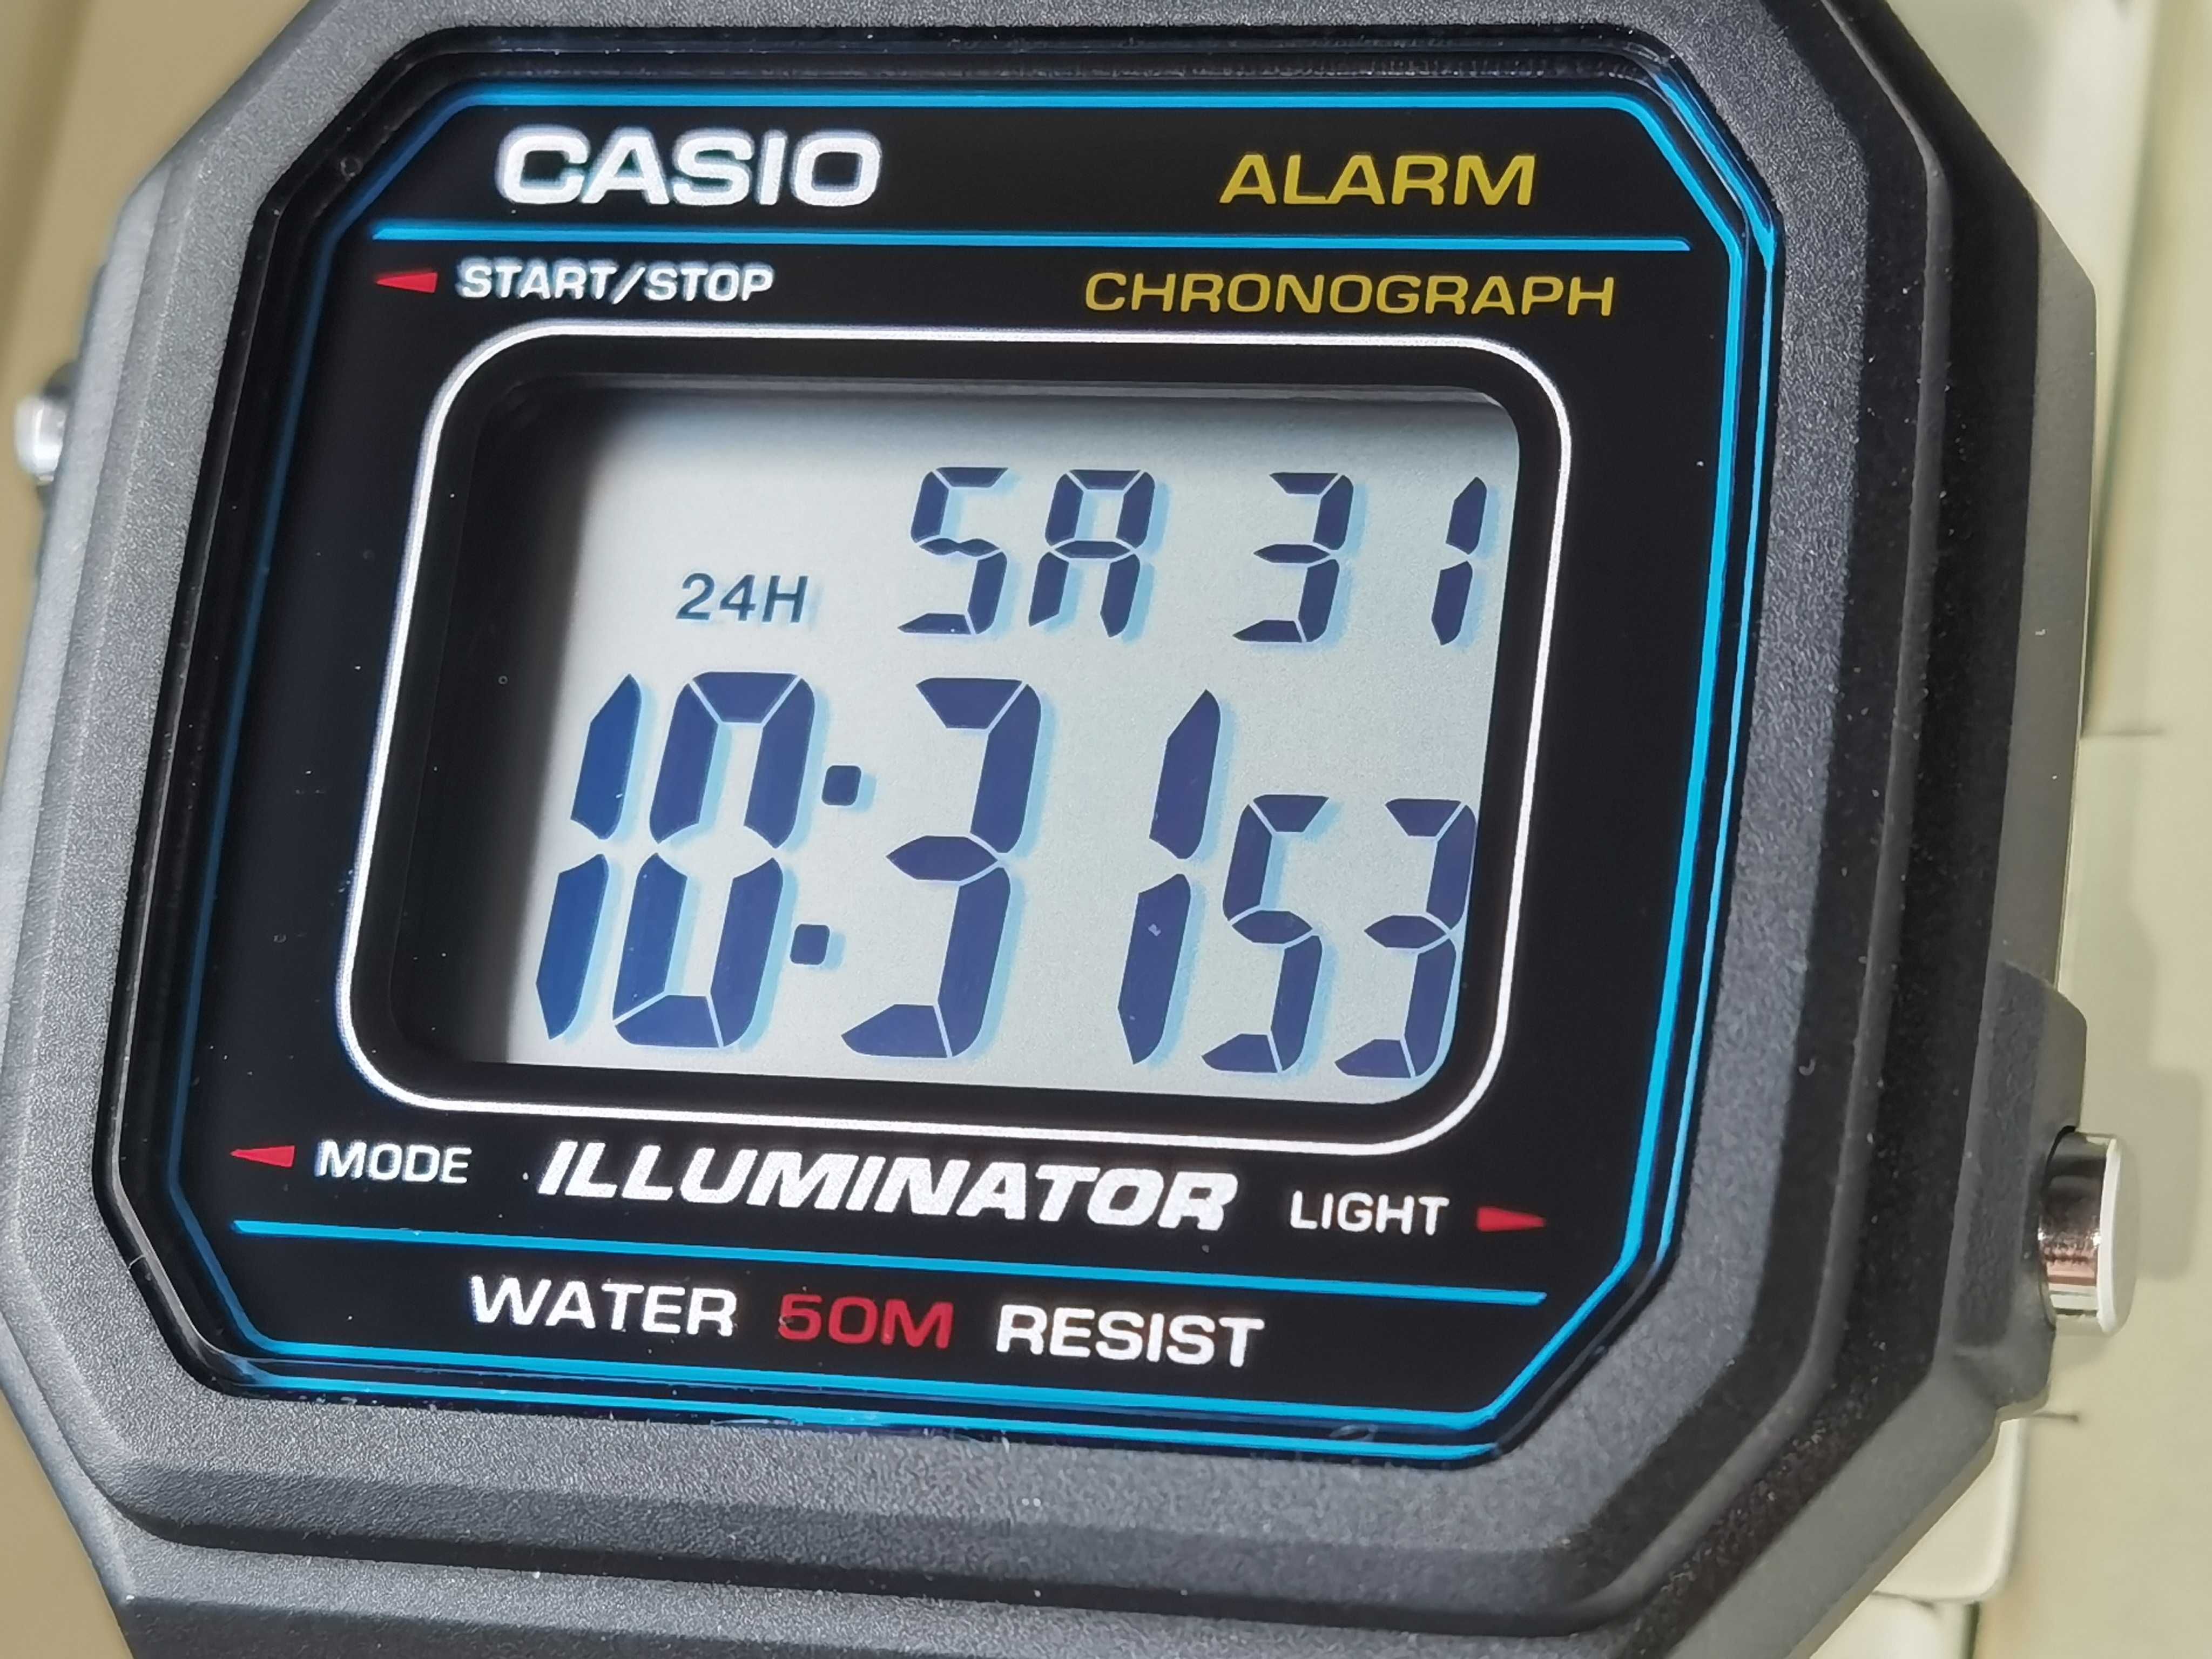 CASIO ALARM
START/STOP CHRONOGRAPH
SA 31
24H
10:31 53
MODE ILLUMINATOR LIGHT
WATER 50M RESIST